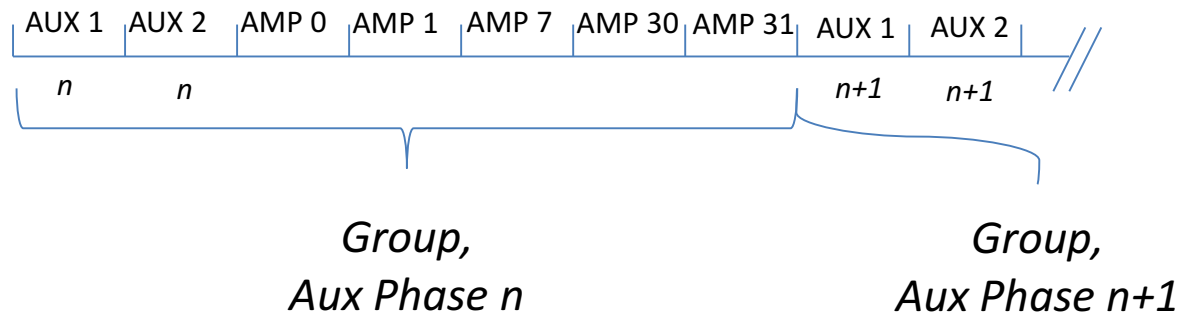 AUX 1 AUX 2 AMP 0 AMP 1 AMP 7 AMP 30 AMP 31 AUX 1 AUX 2
n n n+1 n+1
Group, Group,
Aux Phase n Aux Phase n+1